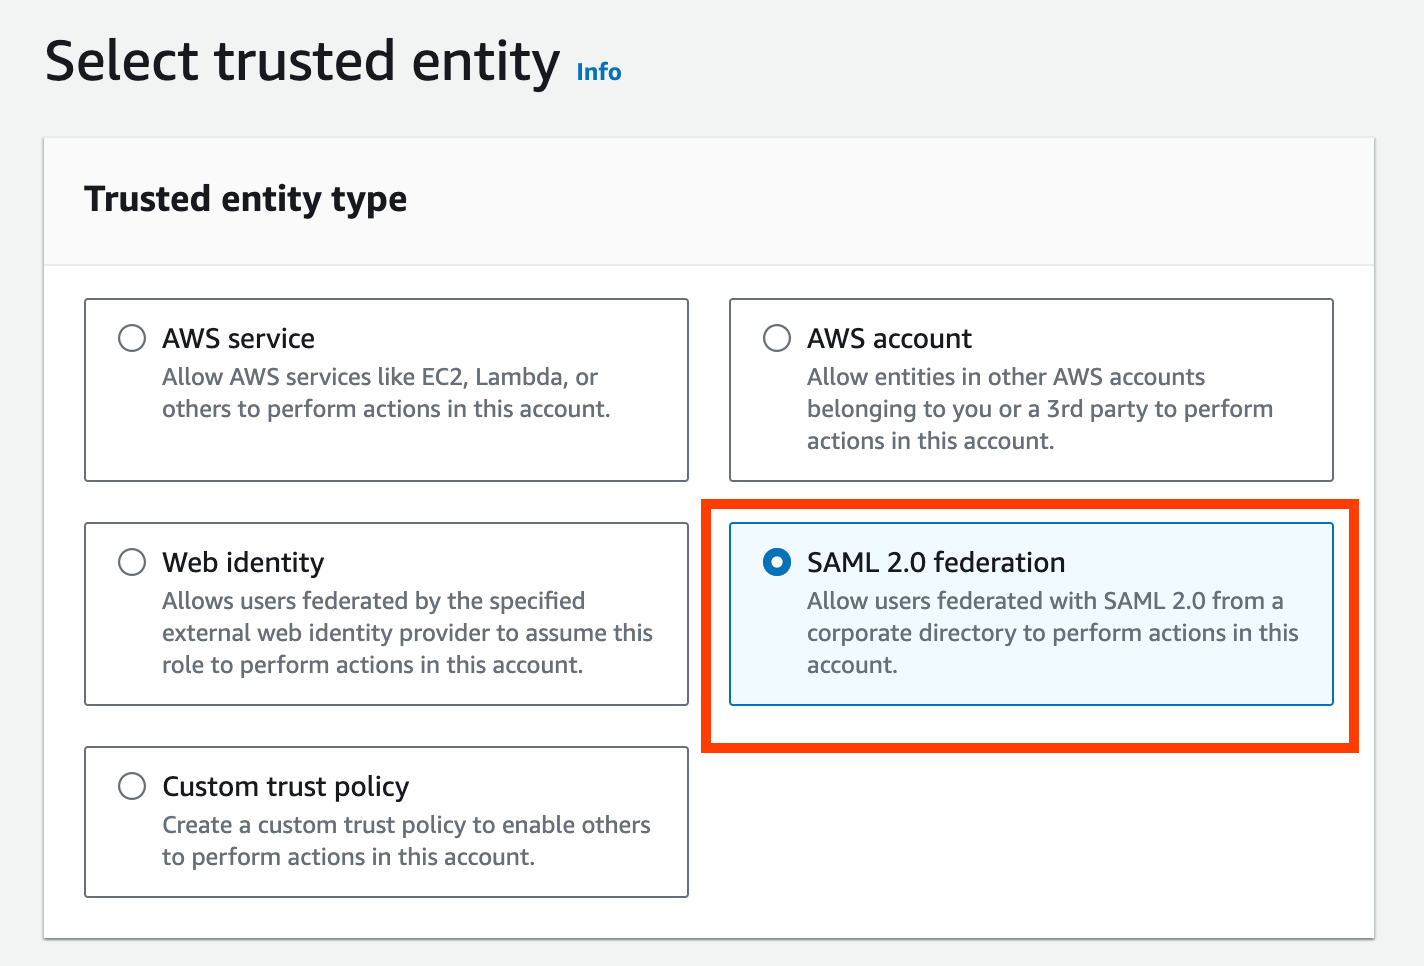 Select trusted entity Info
Trusted entity type
AWS service
Allow AWS services like EC2, Lambda, or
others to perform actions in this account.
AWS account
Allow entities in other AWS accounts
belonging to you or a 3rd party to perform
actions in this account.
Web identity
Allows users federated by the specified
external web identity provider to assume this
role to perform actions in this account.
SAML 2.0 federation
Allow users federated with SAML 2.0 from a
corporate directory to perform actions in this
account.
Custom trust policy
Create a custom trust policy to enable others
to perform actions in this account.